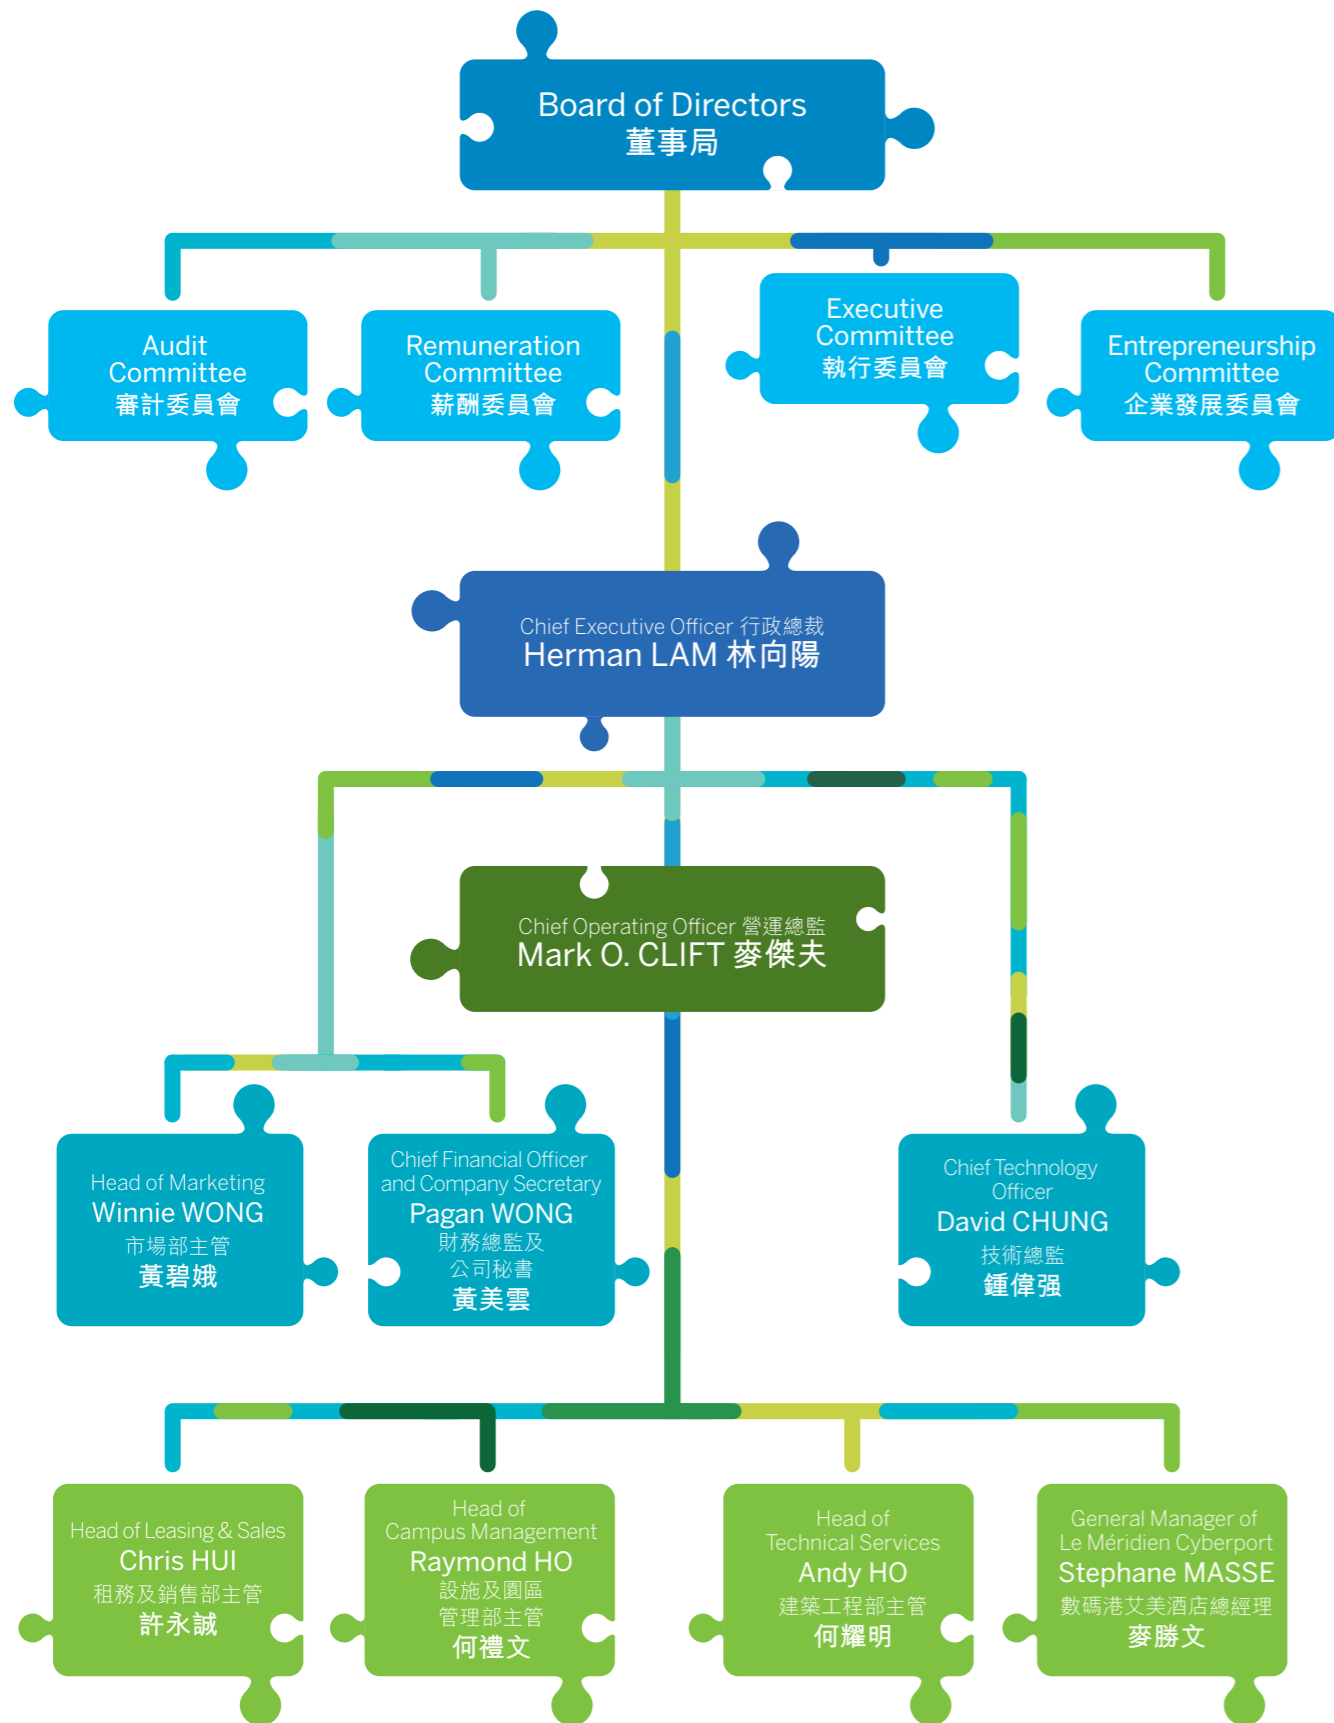 Board of Directors
董事局
Audit
Committee
審計委員會
Remuneration
Committee
薪酬委員會
Executive
Committee
執行委員會
Entrepreneurship
Committee
企業發展委員會
Chief Executive Officer 行政總裁
Herman LAM 林向陽
Chief Operating Officer 營運總監
Mark O. CLIFT 麥傑夫
Head of Marketing
Winnie WONG
市場部主管
黃碧娥
Chief Financial Officer
and Company Secretary
Pagan WONG
財務總監及
公司秘書
黃美雲
Chief Technology
Officer
David CHUNG
技術總監
鍾偉强
Head of Leasing & Sales
Chris HUI
租務及銷售部主管
許永誠
Head of
Campus Management
Raymond HO
設施及園區
管理部主管
何禮文
Head of
Technical Services
Andy HO
建築工程部主管
何耀明
General Manager of
Le Méridien Cyberport
Stephane MASSE
數碼港艾美酒店總經理
麥勝文